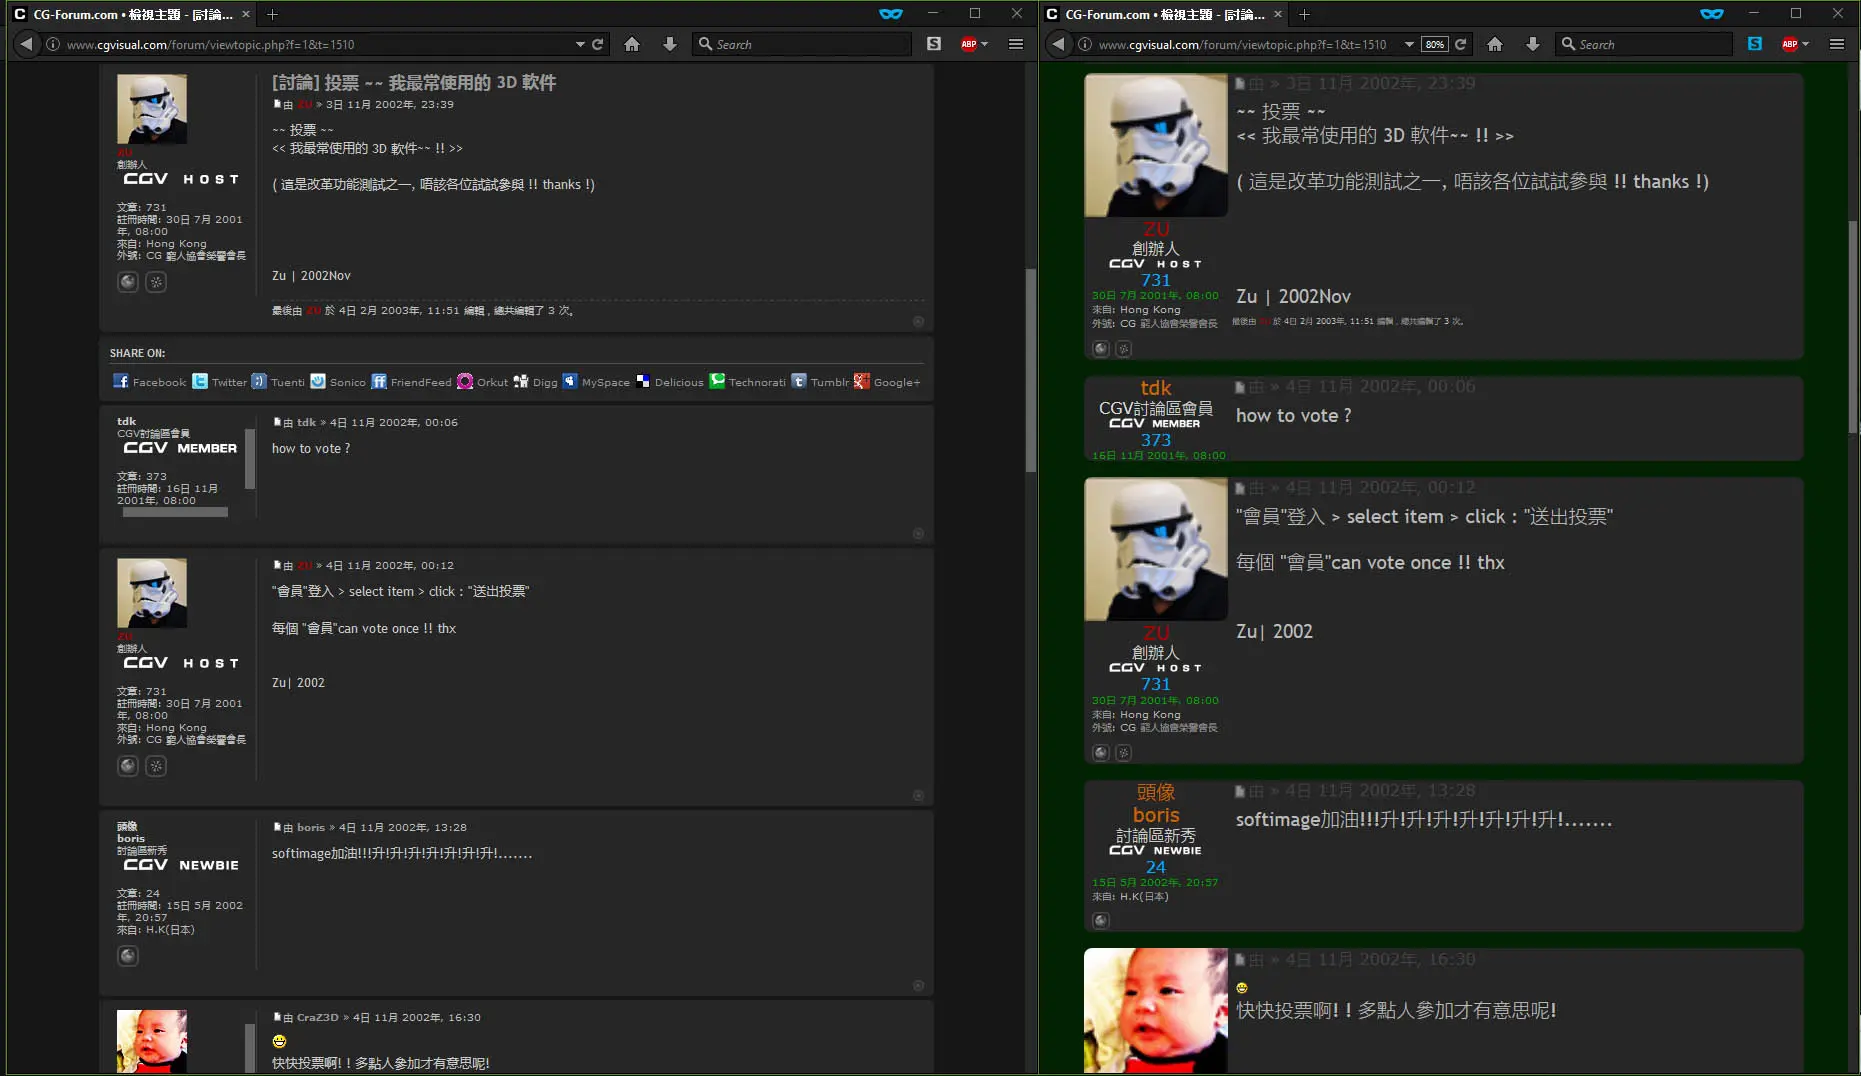 CG-Forum.com • 檢視主題 - [討論...
www.cgvisual.com/forum/viewtopic.php?f=1&t=1510
Search
S
ABP
[討論] 投票 ~~ 我最常使用的 3D 軟件
由 ZU » 3日 11月 2002年, 23:39
~~ 投票 ~~
<< 我最常使用的 3D 軟件~~ !! >>
( 這是改革功能測試之一, 唔該各位試試參與 !! thanks !)
Zu | 2002Nov
最後由 ZU 於 4日 2月 2003年, 11:51 編輯，總共編輯了 3 次。
ZU
創辦人
CGV HOST
文章: 731
註冊時間: 30日 7月 2001
年, 08:00
來自: Hong Kong
外號: CG 窮人協會榮譽會長
SHARE ON:
Facebook Twitter Tuenti Sonico FriendFeed Orkut Digg MySpace Delicious Technorati Tumblr Google+
tdk
CGV討論區會員
CGV MEMBER
文章: 373
註冊時間: 16日 11月
2001年, 08:00
由 tdk » 4日 11月 2002年, 00:06
how to vote ?
ZU
創辦人
CGV HOST
文章: 731
註冊時間: 30日 7月 2001
年, 08:00
來自: Hong Kong
外號: CG 窮人協會榮譽會長
由 ZU » 4日 11月 2002年, 00:12
"會員"登入 > select item > click : "送出投票"
每個 "會員"can vote once !! thx
Zu| 2002
頭像
boris
討論區新秀
CGV NEWBIE
文章: 24
註冊時間: 15日 5月 2002
年, 20:57
來自: H.K(日本)
由 boris » 4日 11月 2002年, 13:28
softimage加油!!!升!升!升!升!升!升!升!.......
由 CraZ3D » 4日 11月 2002年, 16:30
快快投票啊! ! 多點人參加才有意思呢!
CG-Forum.com • 檢視主題 - [討論...
www.cgvisual.com/forum/viewtopic.php?f=1&t=1510
80%
Search
S
ABP
由 » 3日 11月 2002年, 23:39
~~ 投票 ~~
<< 我最常使用的 3D 軟件~~ !! >>
( 這是改革功能測試之一, 唔該各位試試參與 !! thanks !)
Zu | 2002Nov
最後由 ZU 於 4日 2月 2003年, 11:51 編輯，總共編輯了 3 次。
ZU
創辦人
CGV HOST
731
30日 7月 2001年, 08:00
來自: Hong Kong
外號: CG 窮人協會榮譽會長
tdk
CGV討論區會員
CGV MEMBER
373
16日 11月 2001年, 08:00
由 » 4日 11月 2002年, 00:06
how to vote ?
ZU
創辦人
CGV HOST
731
30日 7月 2001年, 08:00
來自: Hong Kong
外號: CG 窮人協會榮譽會長
由 » 4日 11月 2002年, 00:12
"會員"登入 > select item > click : "送出投票"
每個 "會員"can vote once !! thx
Zu| 2002
頭像
boris
討論區新秀
CGV NEWBIE
24
15日 5月 2002年, 20:57
來自: H.K(日本)
由 » 4日 11月 2002年, 13:28
softimage加油!!!升!升!升!升!升!升!升!.......
由 » 4日 11月 2002年, 16:30
快快投票啊! ! 多點人參加才有意思呢!